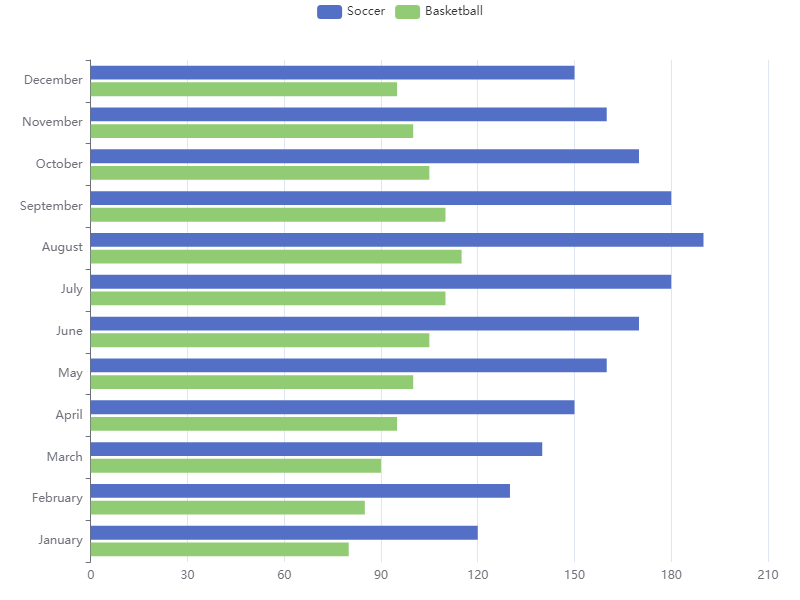 Soccer Basketball
December
November
October
September
August
July
June
May
April
March
February
January
0 30 60 90 120 150 180 210